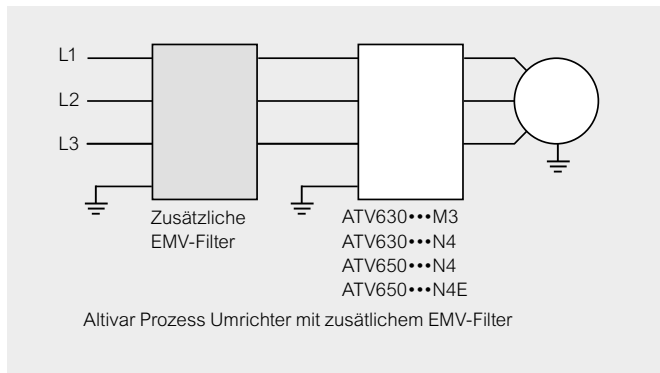 L1
L2
L3
Zusätzliche
EMV-Filter
ATV630•••M3
ATV630•••N4
ATV650•••N4
ATV650•••N4E
Altivar Prozess Umrichter mit zusätlichem EMV-Filter